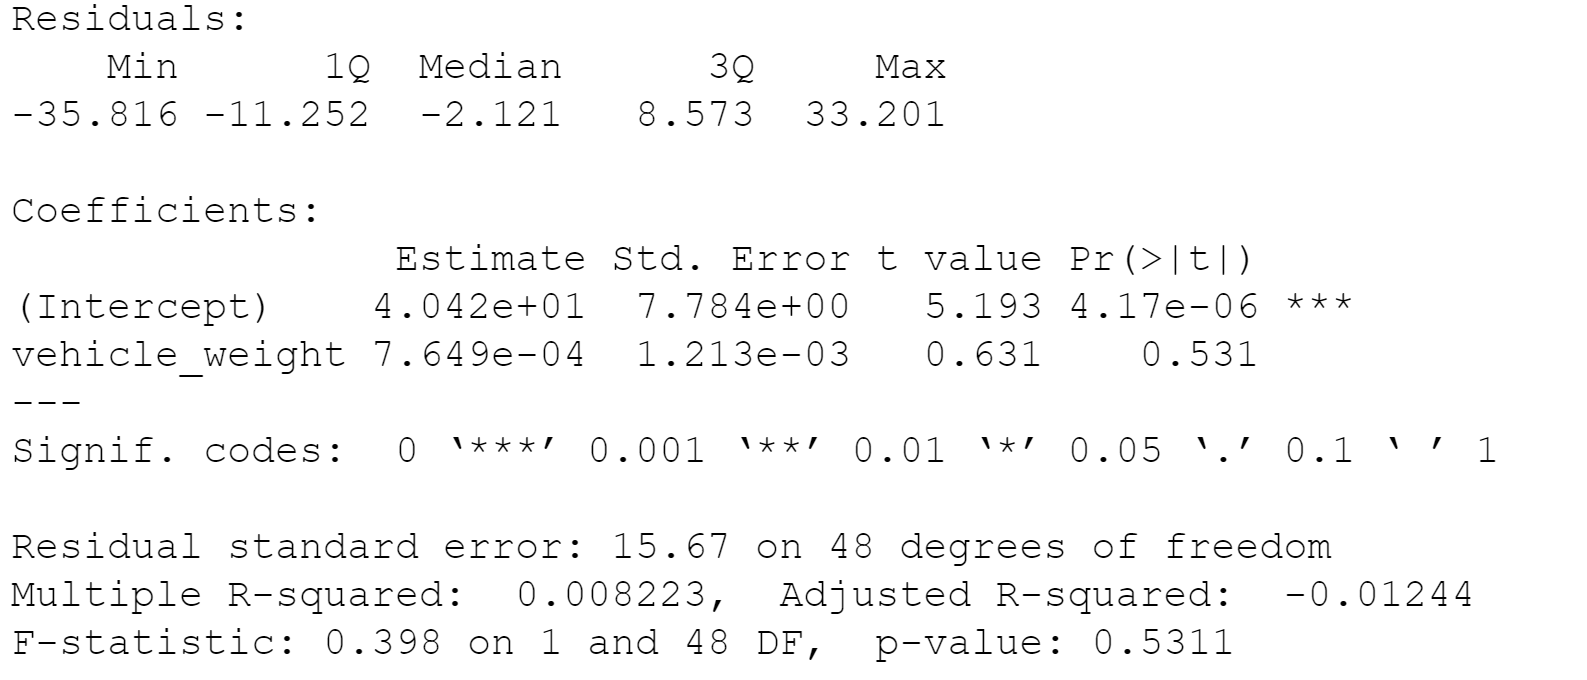 Residuals:
    Min      1Q  Median      3Q     Max
-35.816 -11.252  -2.121   8.573  33.201

Coefficients:
                Estimate Std. Error t value Pr(>|t|)
(Intercept)    4.042e+01  7.784e+00   5.193 4.17e-06 ***
vehicle_weight 7.649e-04  1.213e-03   0.631    0.531
---
Signif. codes:  0 ‘***’ 0.001 ‘**’ 0.01 ‘*’ 0.05 ‘.’ 0.1 ‘ ’ 1

Residual standard error: 15.67 on 48 degrees of freedom
Multiple R-squared:  0.008223,  Adjusted R-squared:  -0.01244
F-statistic: 0.398 on 1 and 48 DF,  p-value: 0.5311